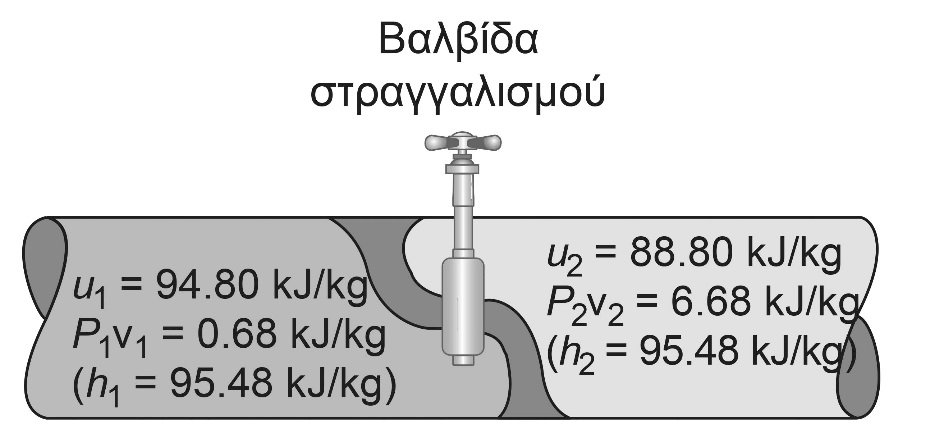 Βαλβίδα
στραγγαλισμού
u₁ = 94.80 kJ/kg
P₁v₁ = 0.68 kJ/kg
(h₁ = 95.48 kJ/kg)
u₂ = 88.80 kJ/kg
P₂v₂ = 6.68 kJ/kg
(h₂ = 95.48 kJ/kg)